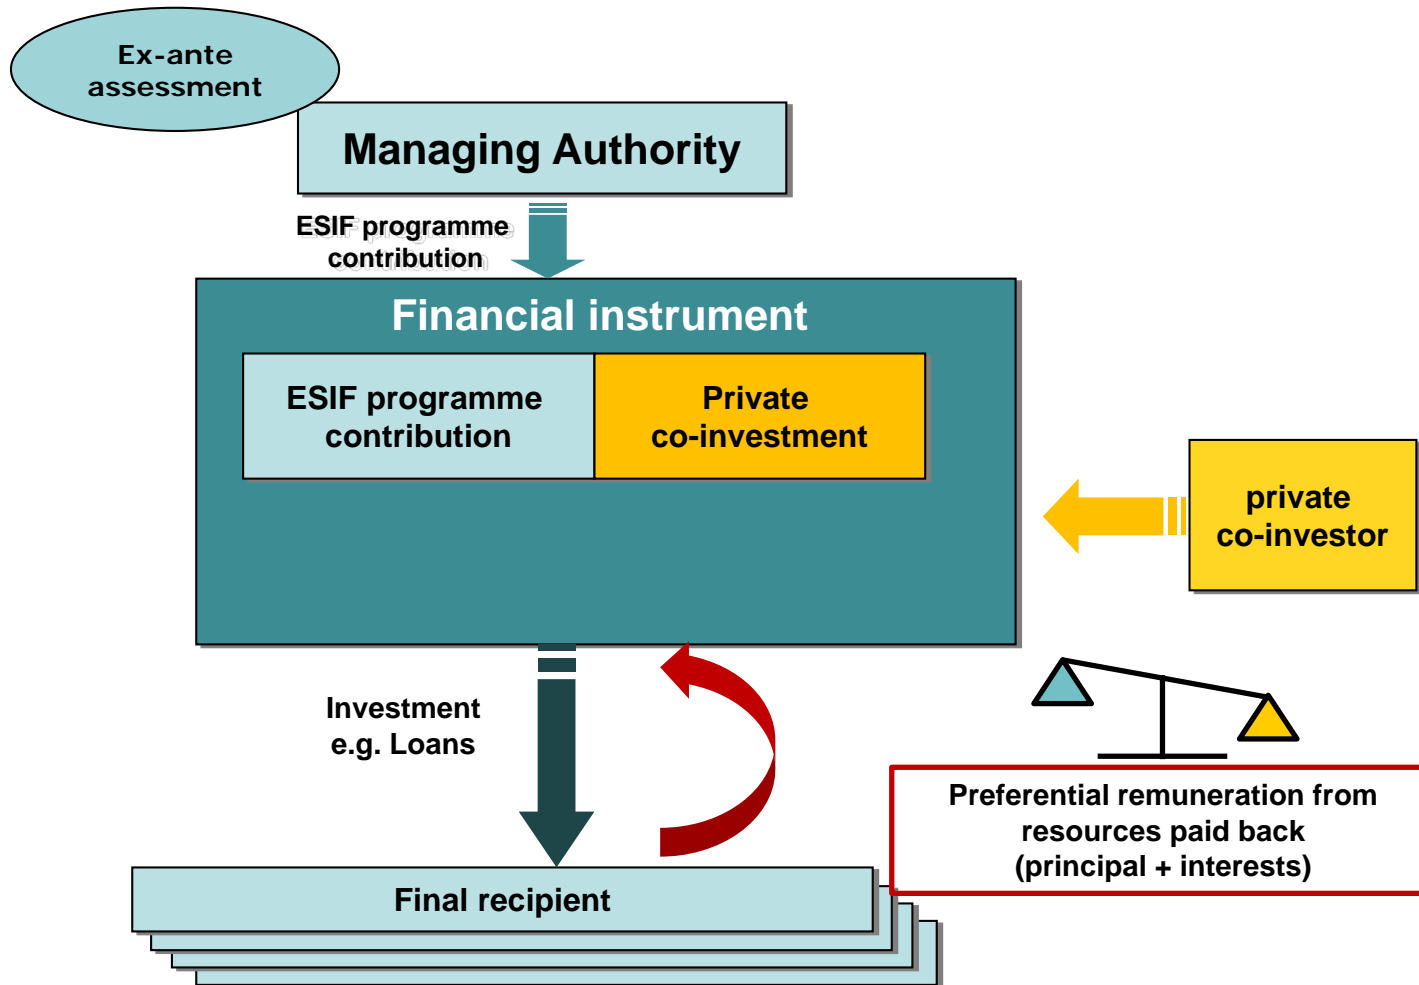 Ex-ante
assessment
Managing Authority
ESIF programme
contribution
Financial instrument
ESIF programme
contribution
Private
co-investment
private
co-investor
Investment
e.g. Loans
Preferential remuneration from
resources paid back
(principal + interests)
Final recipient